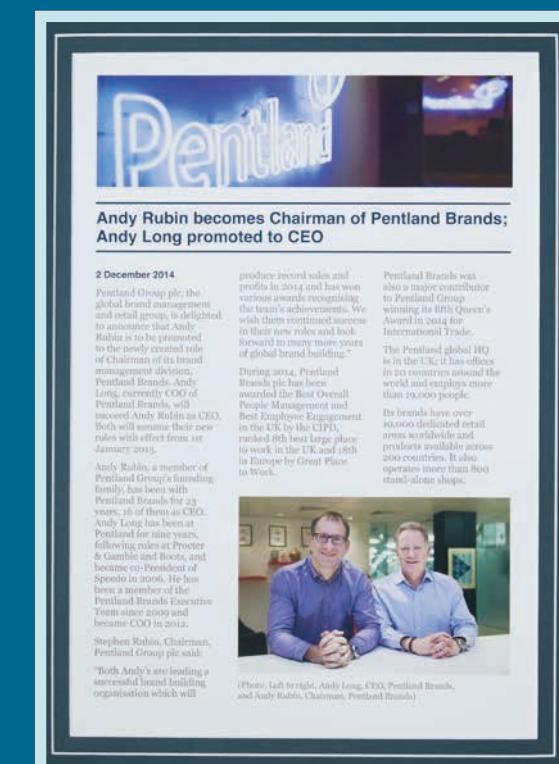 Pentland
Andy Rubin becomes Chairman of Pentland Brands;
Andy Long promoted to CEO
2 December 2014
Pentland Group plc, the
global brand management
and retail group, is delighted
to announce that Andy
Rubin is to be promoted
to the newly created role
of Chairman of its brand
management division,
Pentland Brands. Andy
Long, currently COO of
Pentland Brands, will
succeed Andy Rubin as CEO.
Both will assume their new
roles with effect from 1st
January 2015.
Andy Rubin, a member of
Pentland Group's founding
family, has been with
Pentland Brands for 23
years, 16 of them as CEO.
Andy Long has been at
Pentland for nine years,
following roles at Procter
& Gamble and Boots, and
became co-President of
Speedo in 2006. He has
been a member of the
Pentland Brands Executive
Team since 2009 and
became COO in 2012.
Stephen Rubin, Chairman,
Pentland Group plc said:
"Both Andy's are leading a
successful brand building
organisation which will
produce record sales and
profits in 2014 and has won
various awards recognising
the team's achievements. We
wish them continued success
in their new roles and look
forward to many more years
of global brand building."
During 2014, Pentland
Brands plc has been
awarded the Best Overall
People Management and
Best Employee Engagement
in the UK by the CIPD,
ranked 8th best large place
to work in the UK and 18th
in Europe by Great Place
to Work.
Pentland Brands was
also a major contributor
to Pentland Group
winning its fifth Queen's
Award in 2014 for
International Trade.
The Pentland global HQ
is in the UK; it has offices
in 20 countries around the
world and employs more
than 19,000 people.
Its brands have over
10,000 dedicated retail
areas worldwide and
products available across
200 countries. It also
operates more than 800
stand-alone shops.
(Photo: Left to right, Andy Long, CEO, Pentland Brands,
and Andy Rubin, Chairman, Pentland Brands)